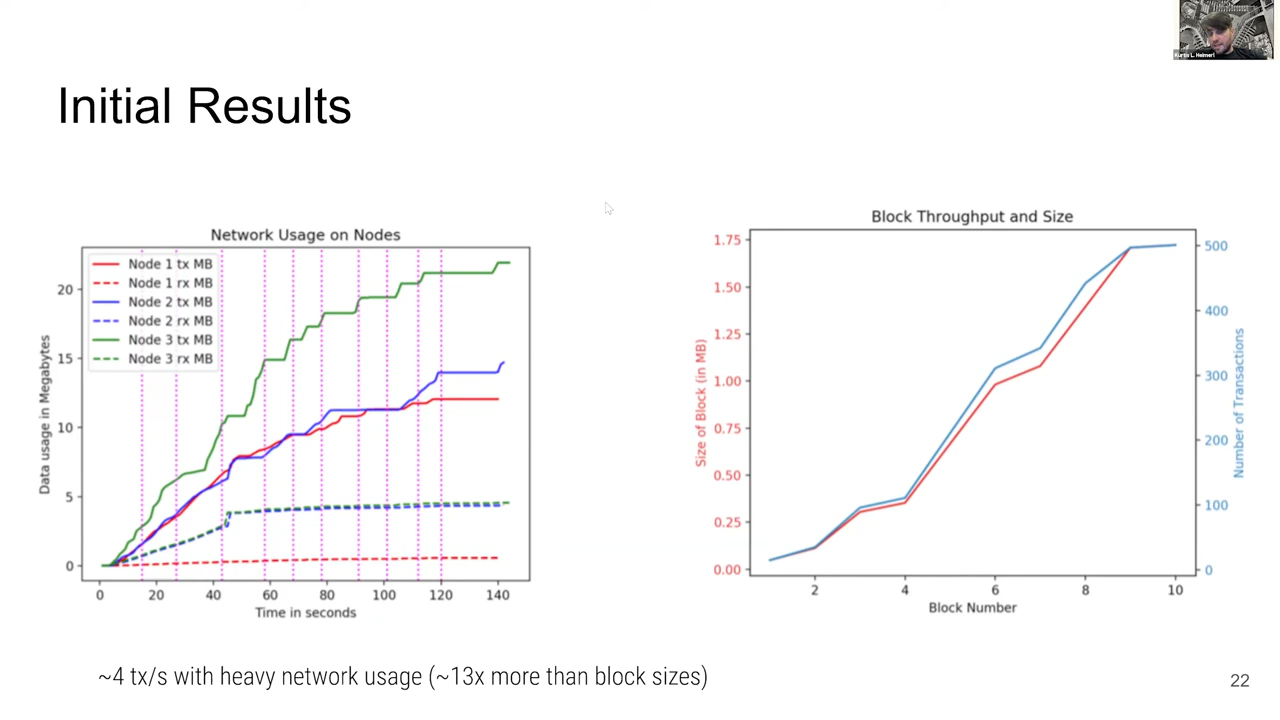 Kurtis L. Heimerl
Initial Results
Network Usage on Nodes
Node 1 tx MB
Node 1 rx MB
Node 2 tx MB
Node 2 rx MB
Node 3 tx MB
Node 3 rx MB
20
15
10
5
0
Data usage in Megabytes
0 20 40 60 80 100 120 140
Time in seconds
Block Throughput and Size
1.75
1.50
1.25
1.00
0.75
0.50
0.25
0.00
Size of Block (in MB)
500
400
300
200
100
0
Number of Transactions
2 4 6 8 10
Block Number
~4 tx/s with heavy network usage (~13x more than block sizes)
22